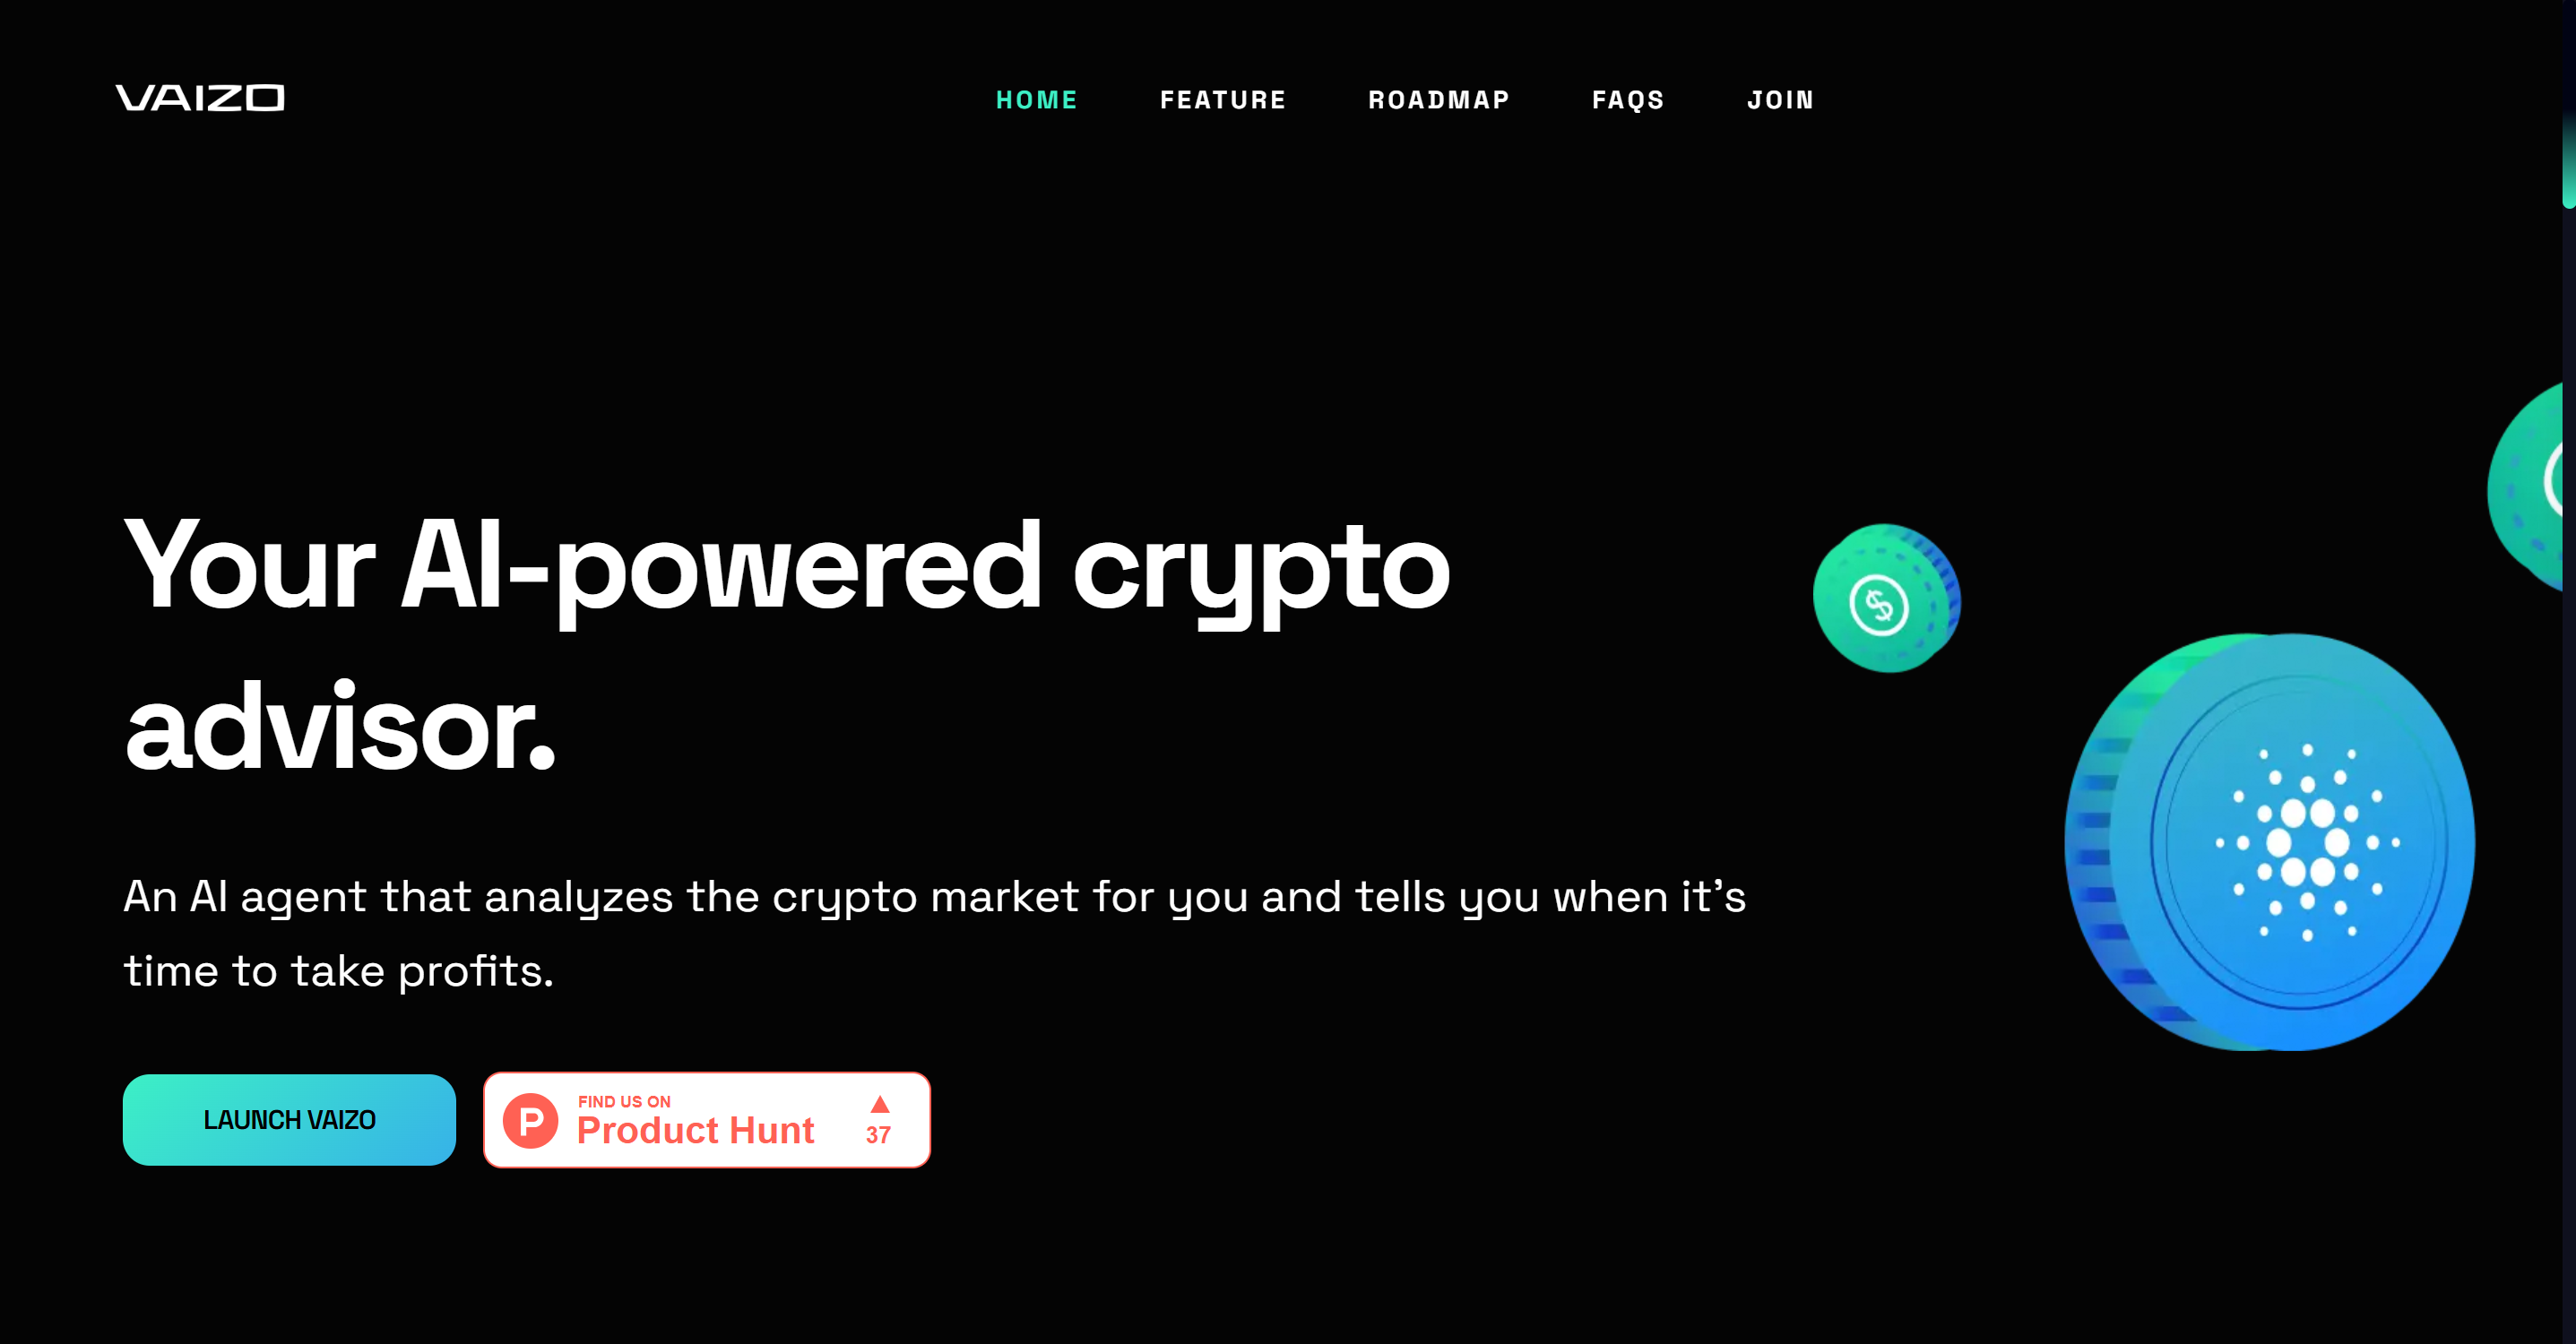 VAIZO
HOME FEATURE ROADMAP FAQS JOIN
Your AI-powered crypto
advisor.
An AI agent that analyzes the crypto market for you and tells you when it’s
time to take profits.
LAUNCH VAIZO
P
FIND US ON
Product Hunt
37
$